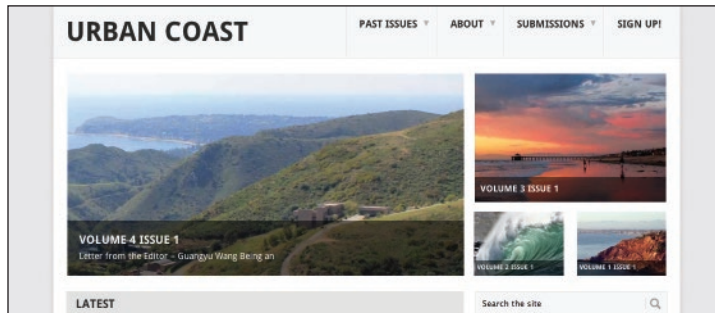 URBAN COAST
PAST ISSUES ABOUT SUBMISSIONS SIGN UP!
VOLUME 4 ISSUE 1
Letter from the Editor – Guangyu Wang Being an
VOLUME 3 ISSUE 1
VOLUME 2 ISSUE 1
VOLUME 1 ISSUE 1
LATEST
Search the site